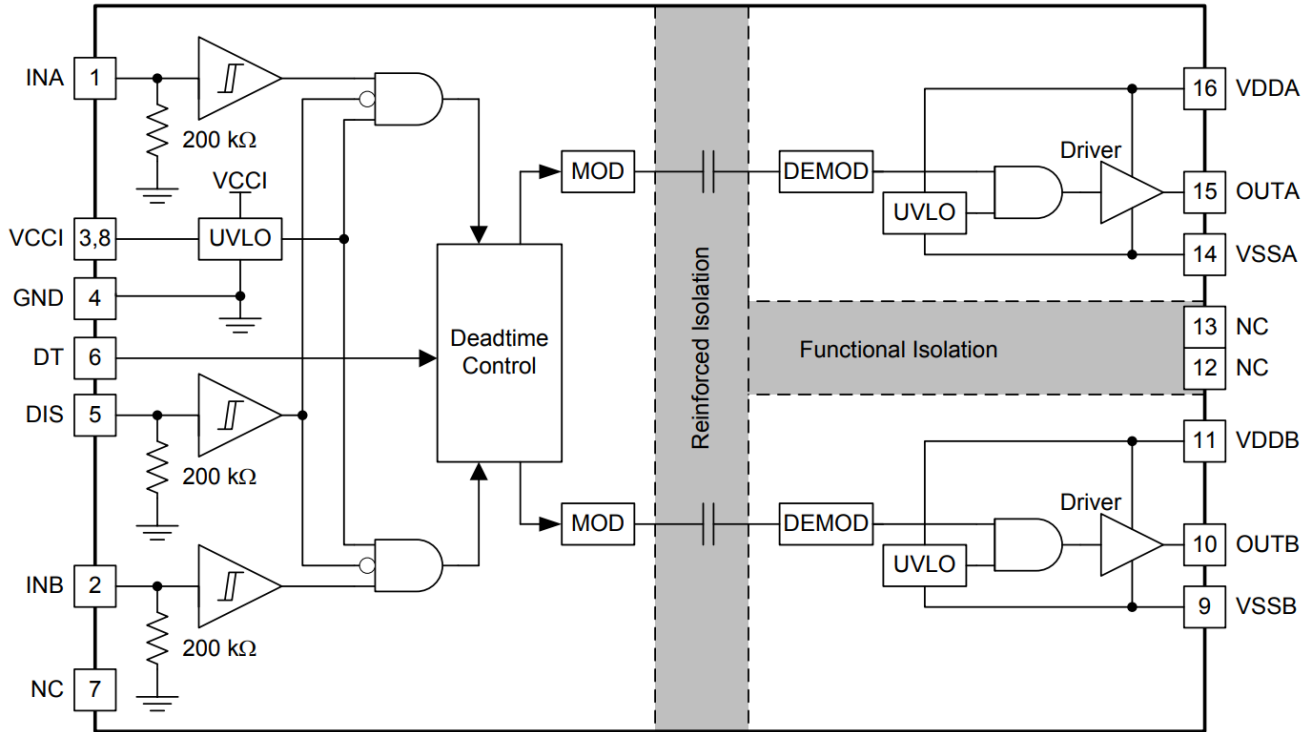 INA
1
200 kΩ
VCCI
VCCI
3,8
UVLO
GND
4
DT
6
DIS
5
200 kΩ
INB
2
200 kΩ
NC
7
Deadtime
Control
MOD
MOD
Reinforced Isolation
Functional Isolation
DEMOD
UVLO
Driver
16
VDDA
15
OUTA
14
VSSA
13
NC
12
NC
11
VDDB
DEMOD
UVLO
Driver
10
OUTB
9
VSSB